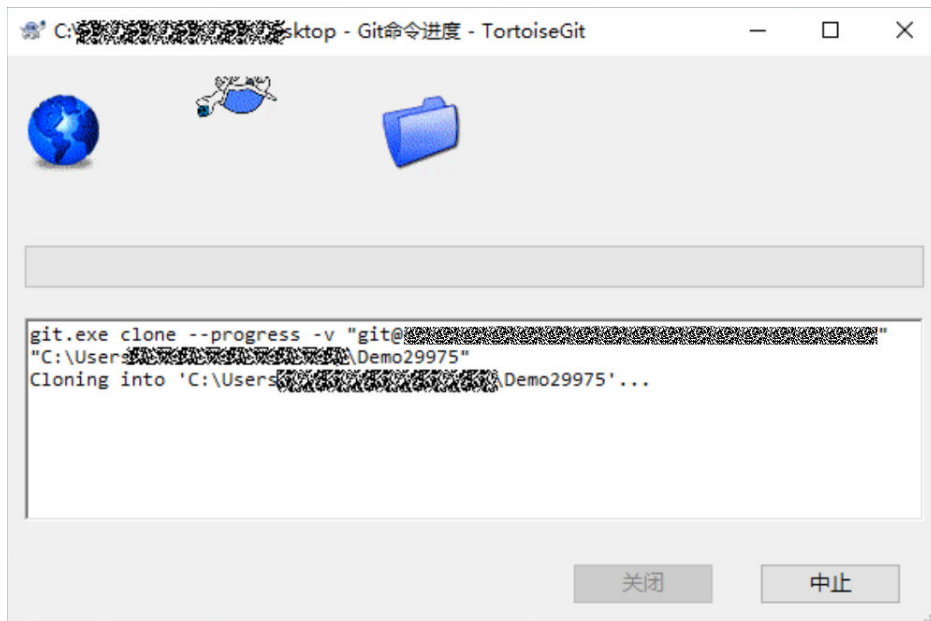 C:\ sktop - Git命令进度 - TortoiseGit
git.exe clone --progress -v "git@ "
"C:\Users \Demo29975"
Cloning into 'C:\Users \Demo29975'...
关闭 中止